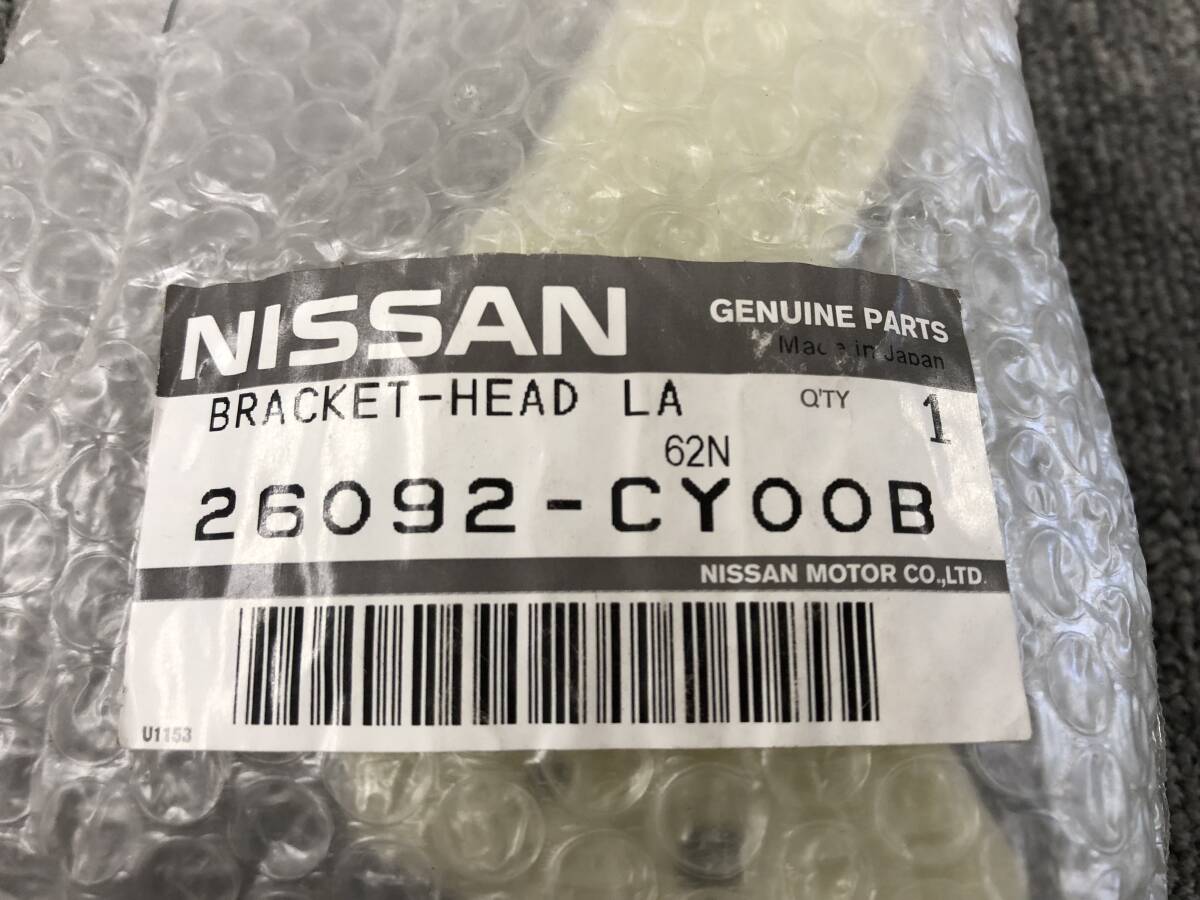 NISSAN
GENUINE PARTS
Made in Japan
BRACKET-HEAD LA
Q'TY 1
62N
26092-CY00B
NISSAN MOTOR CO.,LTD.
U1153